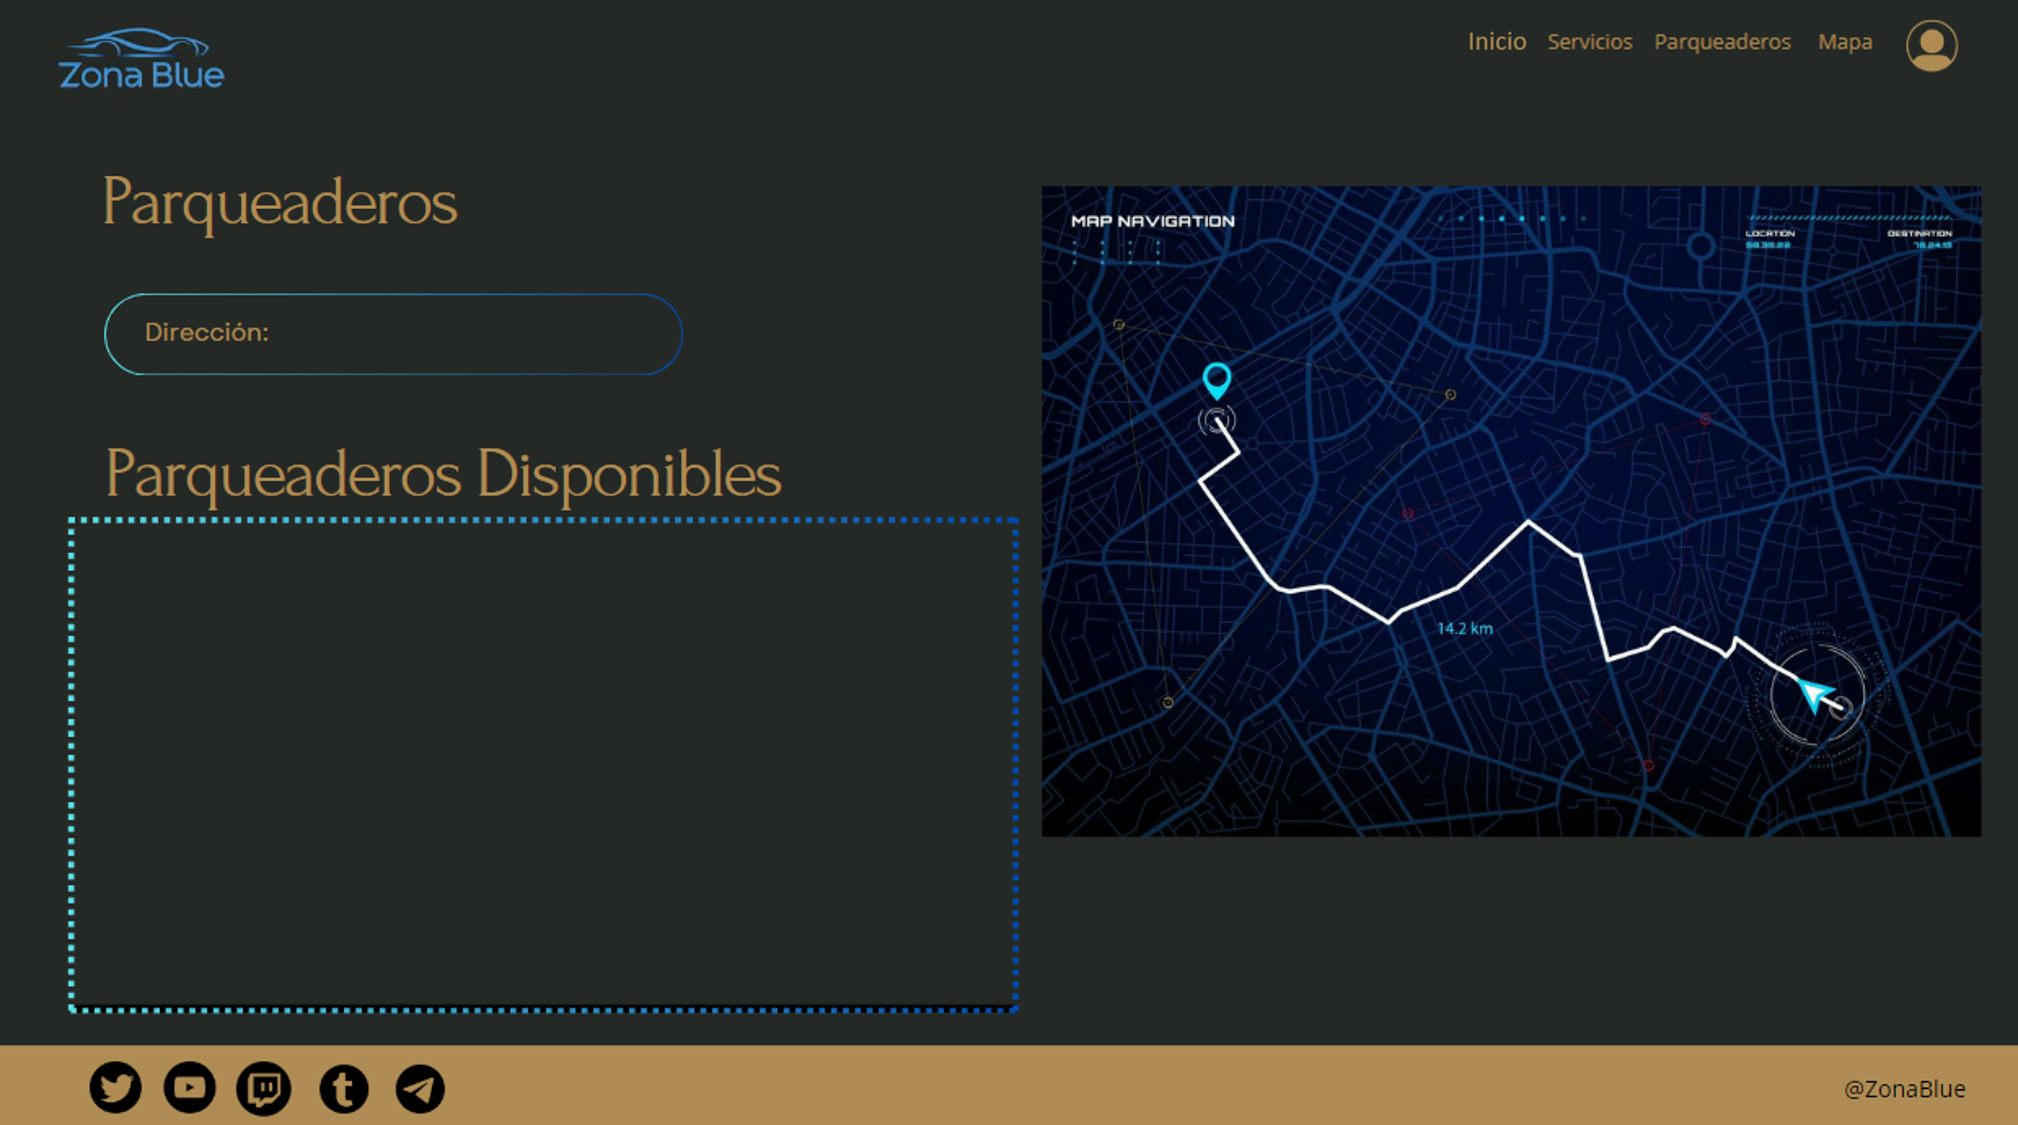 Zona Blue
Inicio Servicios Parqueaderos Mapa
Parqueaderos
Dirección:
Parqueaderos Disponibles
MAP NAVIGATION
LOCATION
DESTINATION
14.2 km
@ZonaBlue